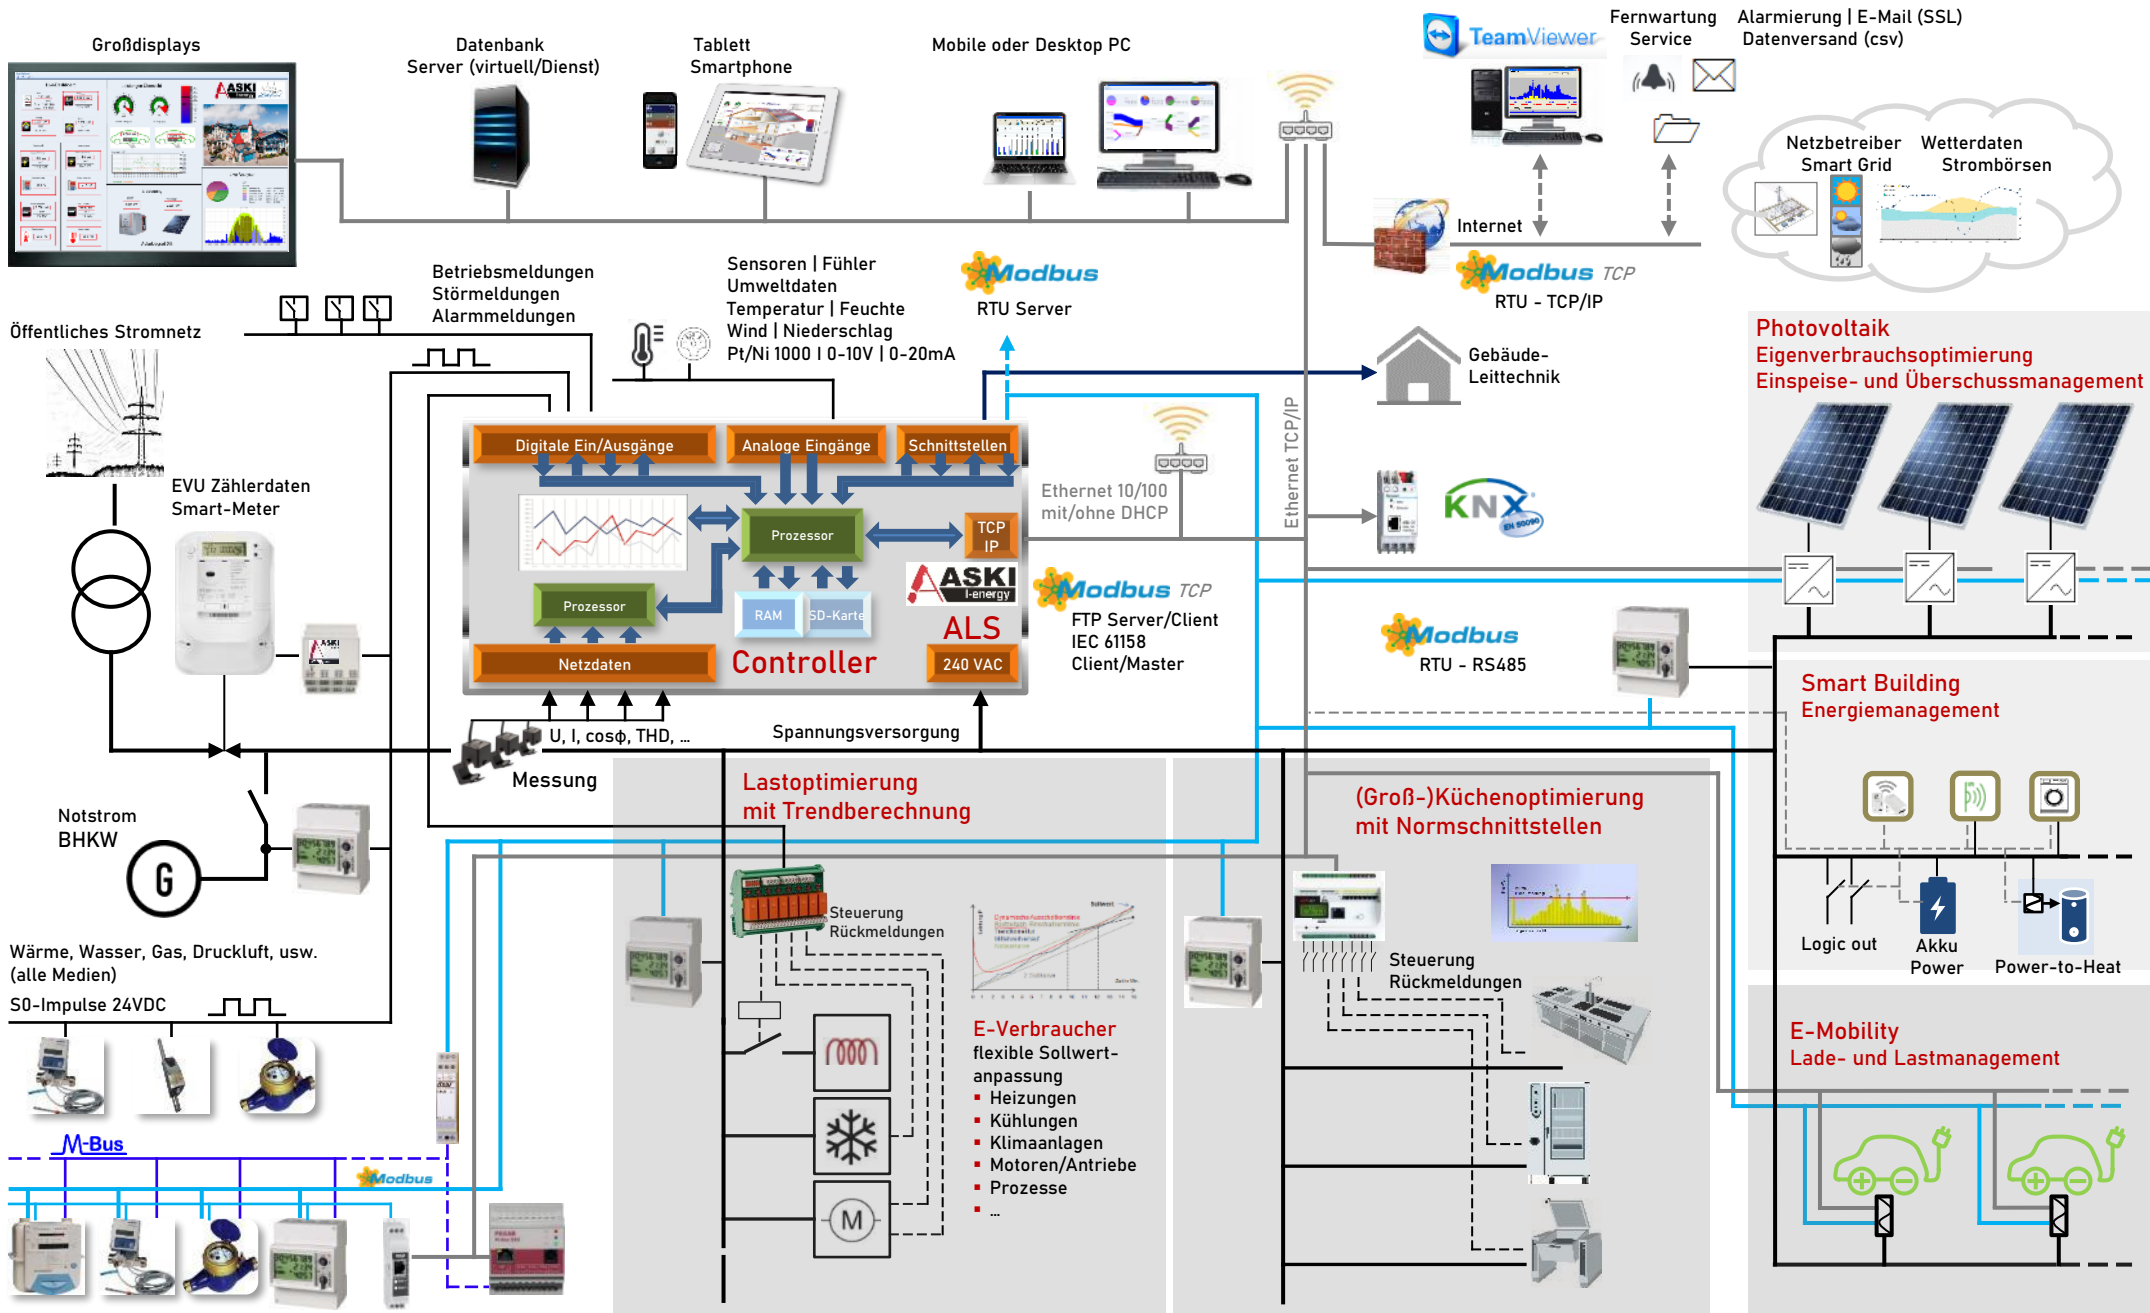 Großdisplays
Datenbank
Server (virtuell/Dienst)
Tablett
Smartphone
Mobile oder Desktop PC
TeamViewer
Fernwartung
Service
Alarmierung | E-Mail (SSL)
Datenversand (csv)
Netzbetreiber
Smart Grid
Wetterdaten
Strombörsen
Internet
Modbus TCP
RTU - TCP/IP
Betriebsmeldungen
Störmeldungen
Alarmmeldungen
Sensoren | Fühler
Umweltdaten
Temperatur | Feuchte
Wind | Niederschlag
Pt/Ni 1000 I 0-10V | 0-20mA
Modbus
RTU Server
Öffentliches Stromnetz
Gebäude-
Leittechnik
Photovoltaik
Eigenverbrauchsoptimierung
Einspeise- und Überschussmanagement
EVU Zählerdaten
Smart-Meter
Digitale Ein/Ausgänge
Analoge Eingänge
Schnittstellen
Prozessor
TCP
IP
Prozessor
RAM
SD-Karte
ASKI
I-energy
ALS
Netzdaten
Controller
240 VAC
Ethernet 10/100
mit/ohne DHCP
Ethernet TCP/IP
KNX
EN 50090
Modbus TCP
FTP Server/Client
IEC 61158
Client/Master
Modbus
RTU - RS485
Smart Building
Energiemanagement
U, I, cosφ, THD, ...
Messung
Spannungsversorgung
Notstrom
BHKW
G
Lastoptimierung
mit Trendberechnung
(Groß-)Küchenoptimierung
mit Normschnittstellen
Steuerung
Rückmeldungen
Steuerung
Rückmeldungen
Logic out
Akku
Power
Power-to-Heat
Wärme, Wasser, Gas, Druckluft, usw.
(alle Medien)
S0-Impulse 24VDC
E-Verbraucher
flexible Sollwert-
anpassung
▪ Heizungen
▪ Kühlungen
▪ Klimaanlagen
▪ Motoren/Antriebe
▪ Prozesse
▪ ...
M
E-Mobility
Lade- und Lastmanagement
M-Bus
Modbus